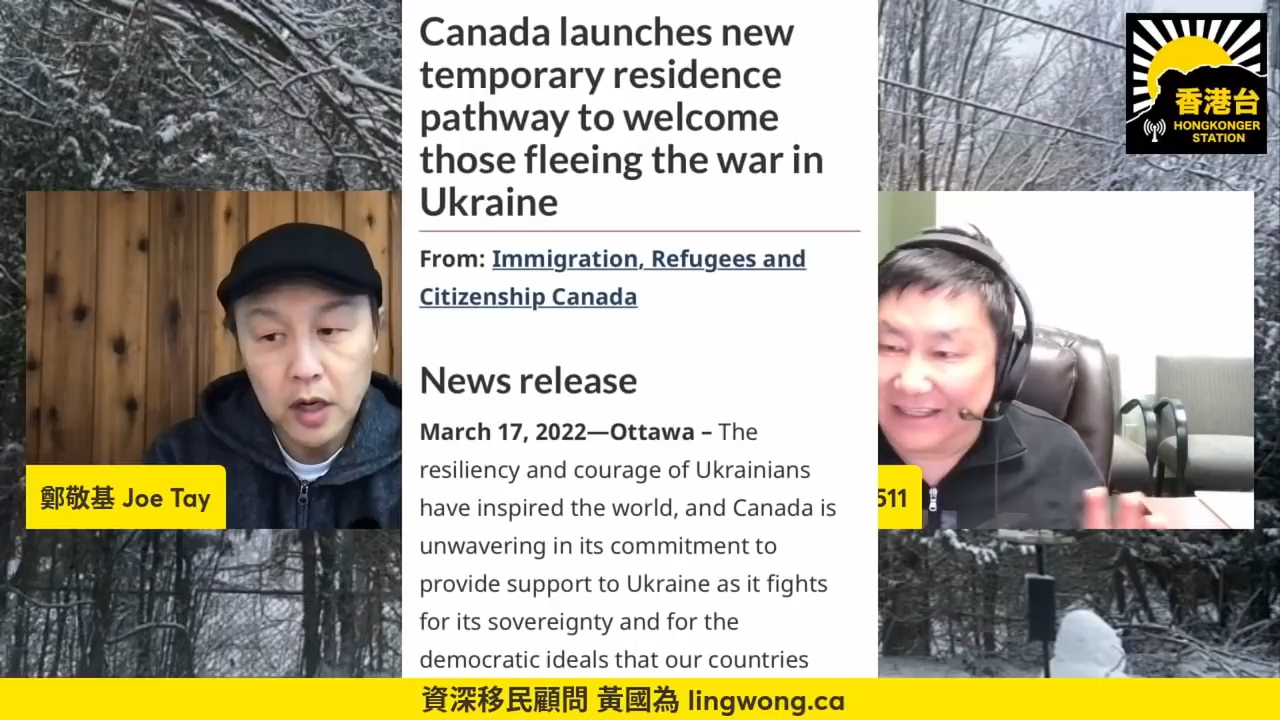 Canada launches new
temporary residence
pathway to welcome
those fleeing the war in
Ukraine
From: Immigration, Refugees and
Citizenship Canada
News release
March 17, 2022—Ottawa – The
resiliency and courage of Ukrainians
have inspired the world, and Canada is
unwavering in its commitment to
provide support to Ukraine as it fights
for its sovereignty and for the
democratic ideals that our countries
香港台
HONGKONGER
STATION
鄭敬基 Joe Tay
511
資深移民顧問 黃國為 lingwong.ca